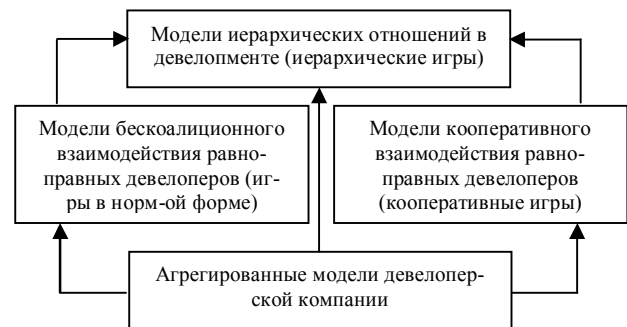 Модели иерархических отношений в
девелопменте (иерархические игры)
Модели бескоалиционного
взаимодействия равно-
правных девелоперов (иг-
ры в норм-ой форме)
Модели кооперативного
взаимодействия равно-
правных девелоперов
(кооперативные игры)
Агрегированные модели девелопер-
ской компании